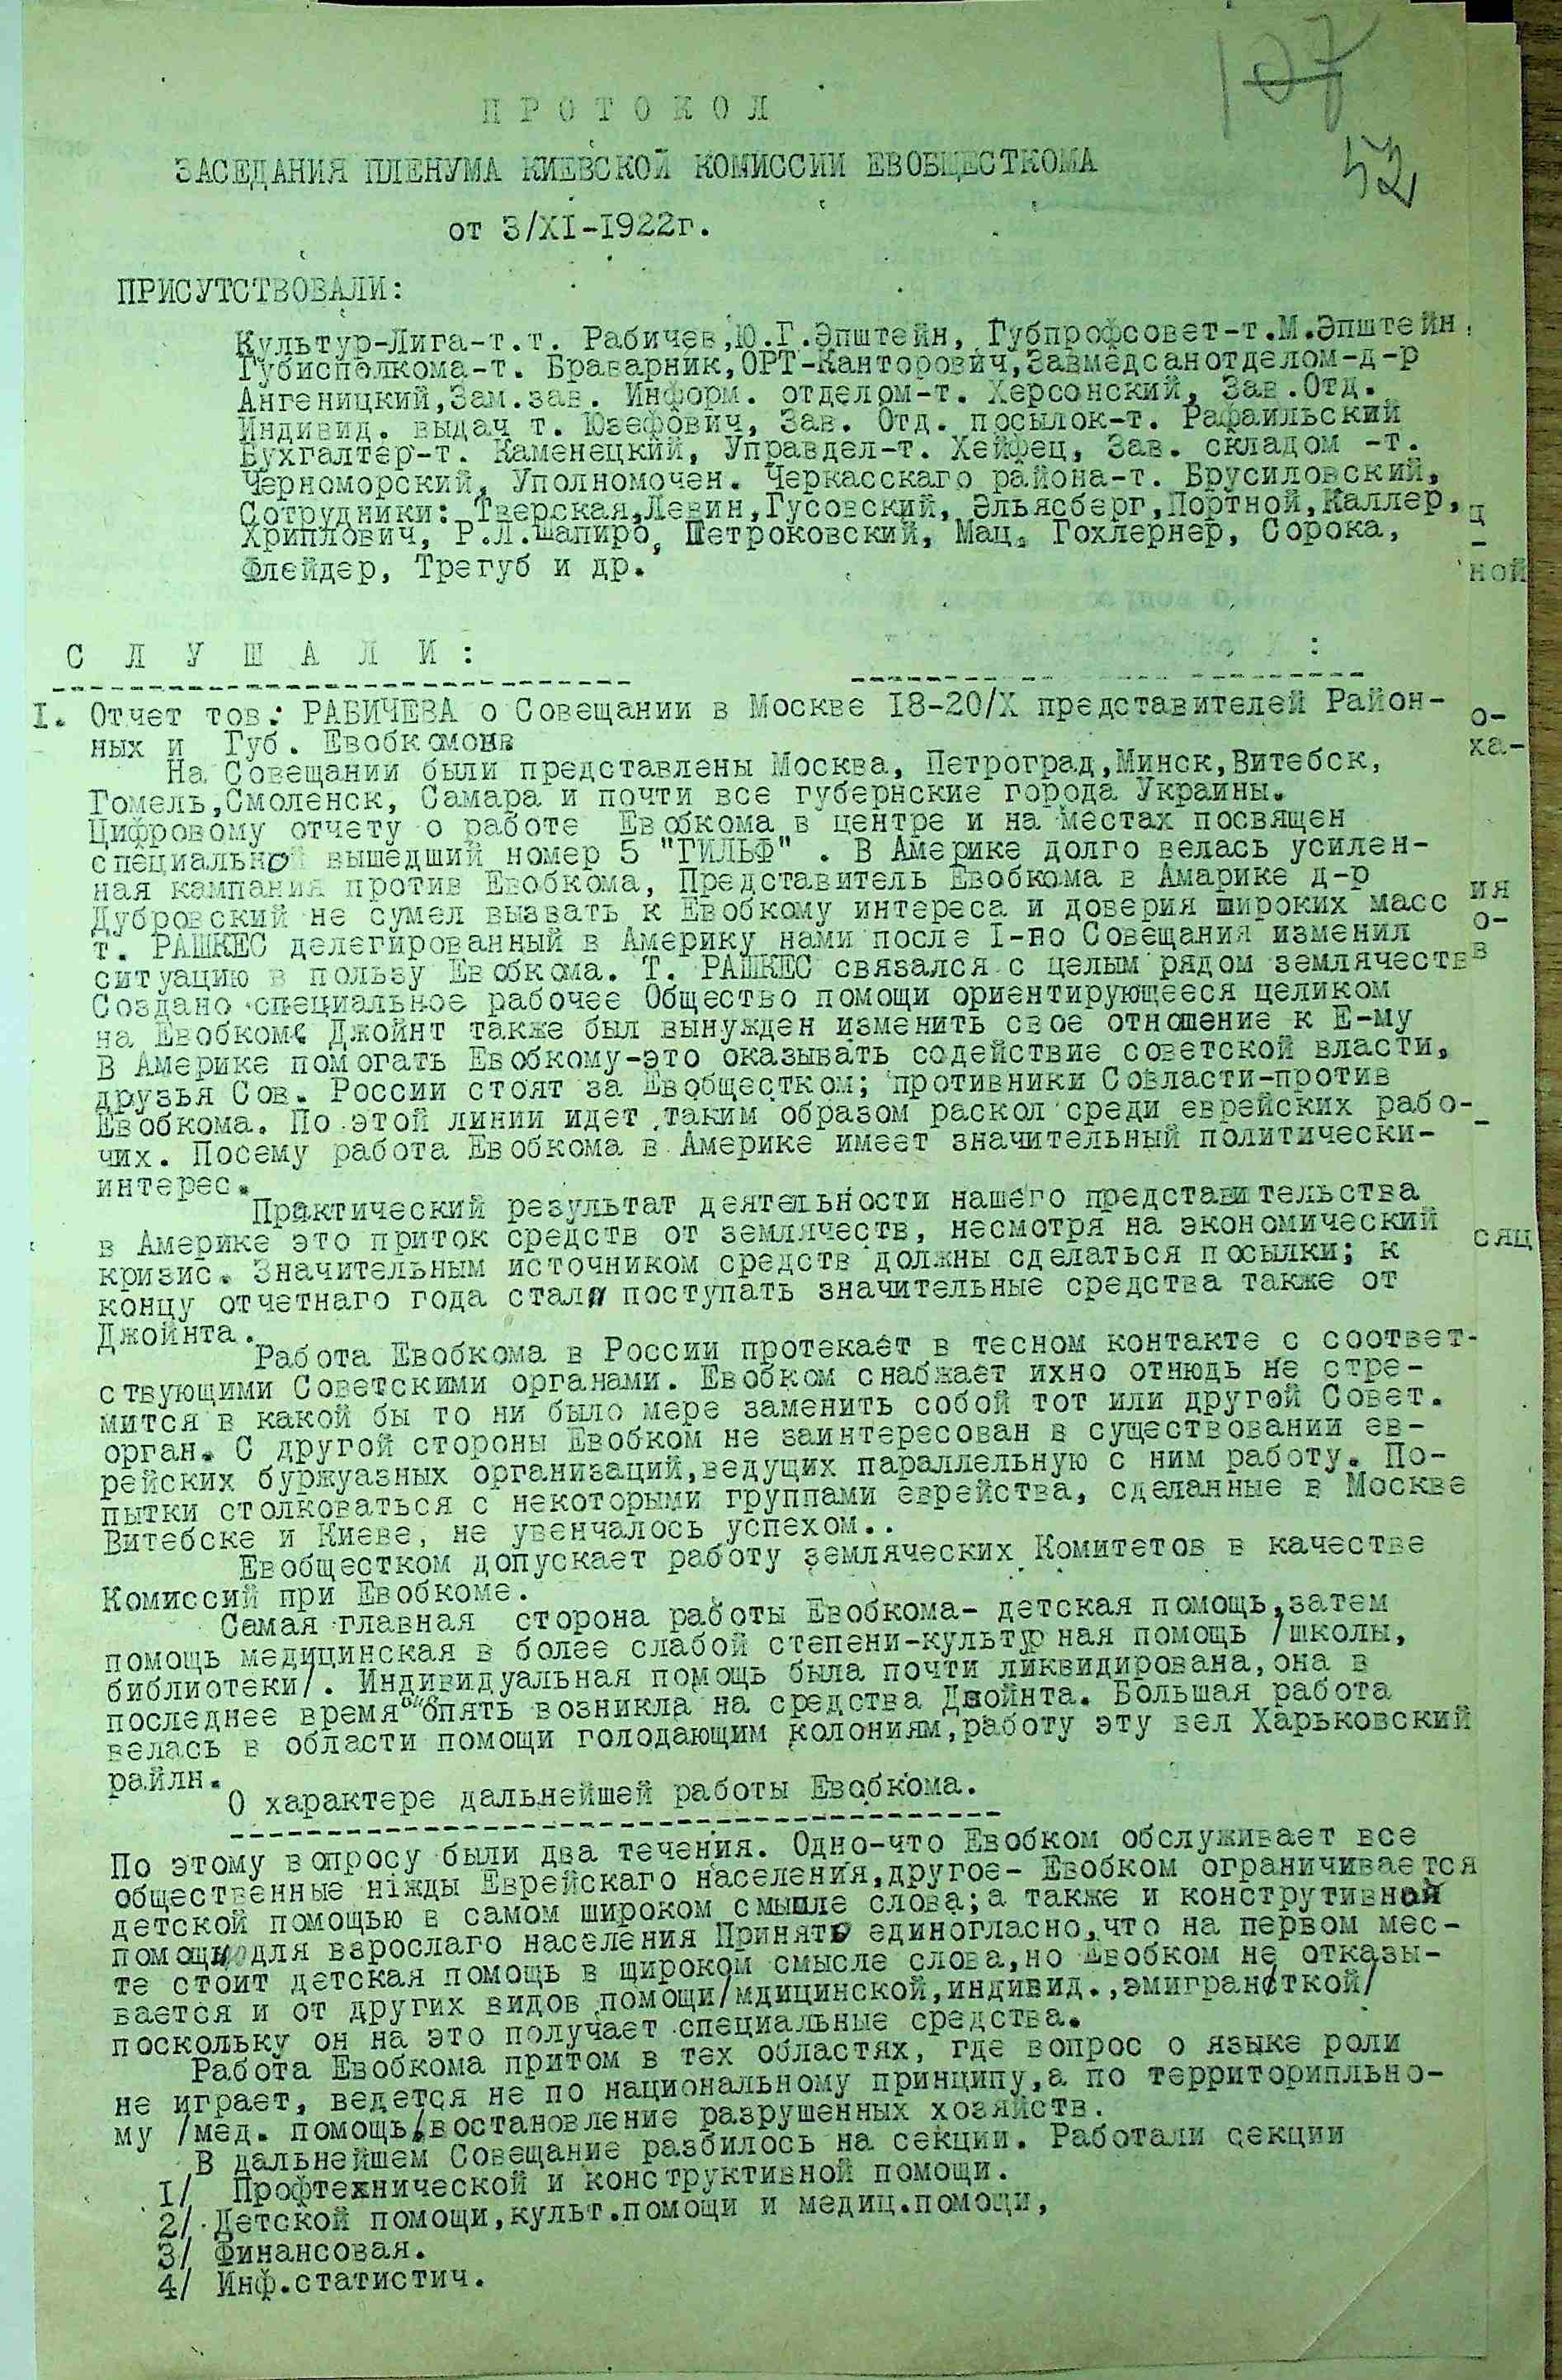 107
52
ПРОТОКОЛ
ЗАСЕДАНИЯ ПЛЕНУМА КИЕВСКОЙ КОМИССИИ ЕВОБЩЕСТКОМА
от 3/XI-1922г.
ПРИСУТСТВОВАЛИ:
Культур-Лига-т.т. Рабичев,Ю.Г.Эпштейн, Губпрофсовет-т.М.Эпштейн,
Губисполкома-т. Браварник,ОРТ-Канторович,Завмедсанотделом-д-р
Ангеницкий,Зам.зав. Информ. отделом-т. Херсонский, Зав.Отд.
Индивид. выдач т. Юзефович, Зав. Отд. посылок-т. Рафаильский
Бухгалтер-т. Каменецкий, Управдел-т. Хейфец, Зав. складом -т.
Черноморский, Уполномочен. Черкасскаго района-т. Брусиловский,
Сотрудники: Тверская,Левин,Гусовский, Эльясберг,Портной,Каллер,
Хриплович, Р.Л.Шапиро, Петроковский, Мац, Гохлернер, Сорока,
Флейдер, Трегуб и др.
СЛУШАЛИ: :
I. Отчет тов. РАБИЧЕВА о Совещании в Москве I8-20/X представителей Район-
ных и Губ. Евобкомонв
На Совещании были представлены Москва, Петроград,Минск,Витебск,
Гомель,Смоленск, Самара и почти все губернские города Украины.
Цифровому отчету о работе Евобкома в центре и на местах посвящен
специальной вышедший номер 5 "ГИЛЬФ" . В Америке долго велась усилен-
ная кампания против Евобкома, Представитель Евобкома в Амарике д-р
Дубровский не сумел вызвать к Евобкому интереса и доверия широких масс
т. РАШКЕС делегированный в Америку нами после I-во Совещания изменил
ситуацию в пользу Евобкома. Т. РАШКЕС связался с целым рядом землячеств
Создано специальное рабочее Общество помощи ориентирующееся целиком
на Евобком. Джойнт также был вынужден изменить свое отношение к Е-му
В Америке помогать Евобкому-это оказывать содействие советской власти,
друзья Сов. России стоят за Евобщестком; противники Совласти-против
Евобкома. По этой линии идет таким образом раскол среди еврейских рабо-
чих. Посему работа Евобкома в Америке имеет значительный политически-
интерес.
Практический результат деятельности нашего представительства
в Америке это приток средств от землячеств, несмотря на экономический
кризис. Значительным источником средств должны сделаться посылки; к
концу отчетнаго года стали поступать значительные средства также от
Джойнта.
Работа Евобкома в России протекает в тесном контакте с соответ-
ствующими Советскими органами. Евобком снабжает ихно отнюдь не стре-
мится в какой бы то ни было мере заменить собой тот или другой Совет.
орган. С другой стороны Евобком не заинтересован в существовании ев-
рейских буржуазных организаций,ведущих параллельную с ним работу. По-
пытки столковаться с некоторыми группами еврейства, сделанные в Москве
Витебске и Киеве, не увенчалось успехом..
Евобщестком допускает работу земляческих Комитетов в качестве
Комиссий при Евобкоме.
Самая главная сторона работы Евобкома- детская помощь,затем
помощь медицинская в более слабой степени-культурная помощь /школы,
библиотеки/. Индивидуальная помощь была почти ликвидирована,она в
последнее время опять возникла на средства Двойнта. Большая работа
велась в области помощи голодающим колониям,работу эту вел Харьковский
райлн.
О характере дальнейшей работы Евобкома.
По этому вопросу были два течения. Одно-что Евобком обслуживает все
общественные нiжды Еврейскаго населения,другое- Евобком ограничивается
детской помощью в самом широком смышле слова;а также и конструтивной
помощи для взрослаго населения Принято единогласно,что на первом мес-
те стоит детская помощь в щироком смысле слова,но Евобком не отказы-
вается и от других видов помощи/мдицинской,индивид.,эмигрансткой/
поскольку он на это получает специальные средства.
Работа Евобкома притом в тех областях, где вопрос о языке роли
не играет, ведется не по национальному принципу,а по территорипльно-
му /мед. помощь/востановление разрушенных хозяйств.
В дальнейшем Совещание разбилось на секции. Работали секции
I/ Профтехнической и конструктивной помощи.
2/ Детской помощи,культ.помощи и медиц.помощи,
3/ Финансовая.
4/ Инф.статистич.
ц
-
ной
о-
ха-
ия
о-
в
-
сяц